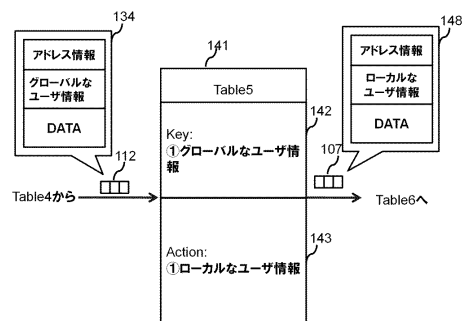 134
アドレス情報
グローバルな
ユーザ情報
DATA
112
Table4から
141
Table5
142
Key:
①グローバルなユーザ情
報
Action:
①ローカルなユーザ情報
143
148
アドレス情報
ローカルな
ユーザ情報
DATA
107
Table6へ